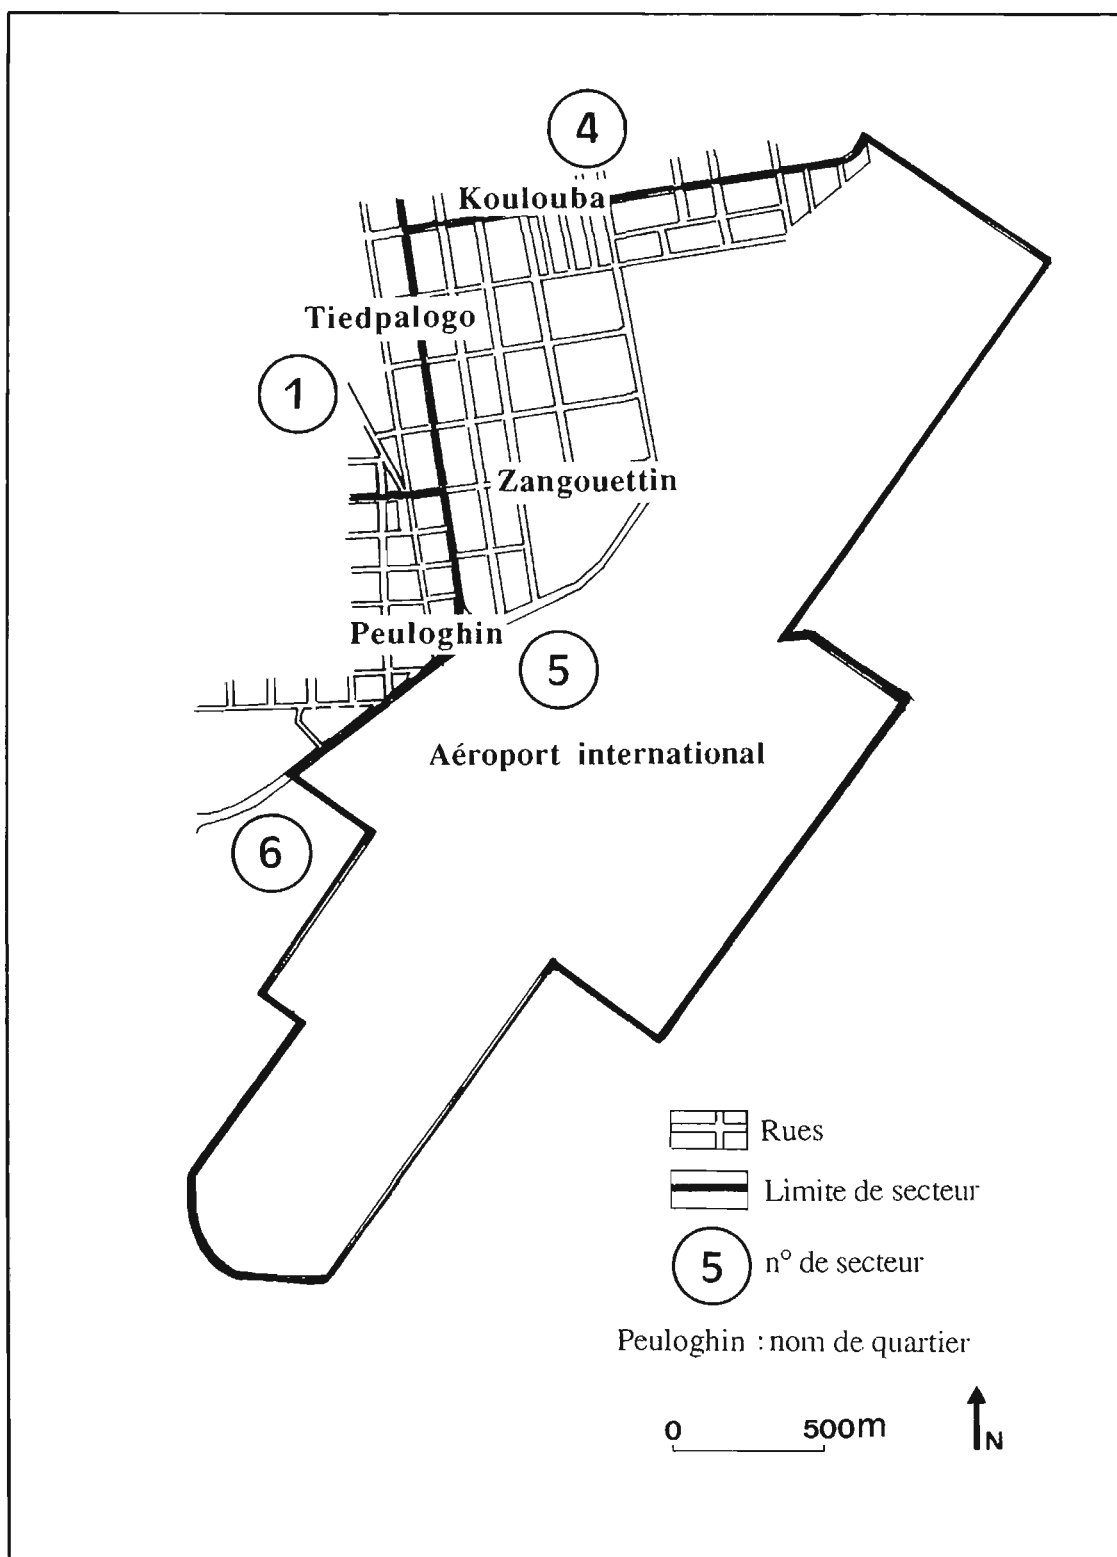 4
Koulouba
Tiedpalogo
1
Zangouettin
Peuloghin
5
Aéroport international
6
Rues
Limite de secteur
5 n° de secteur
Peuloghin : nom de quartier
0 500m
N